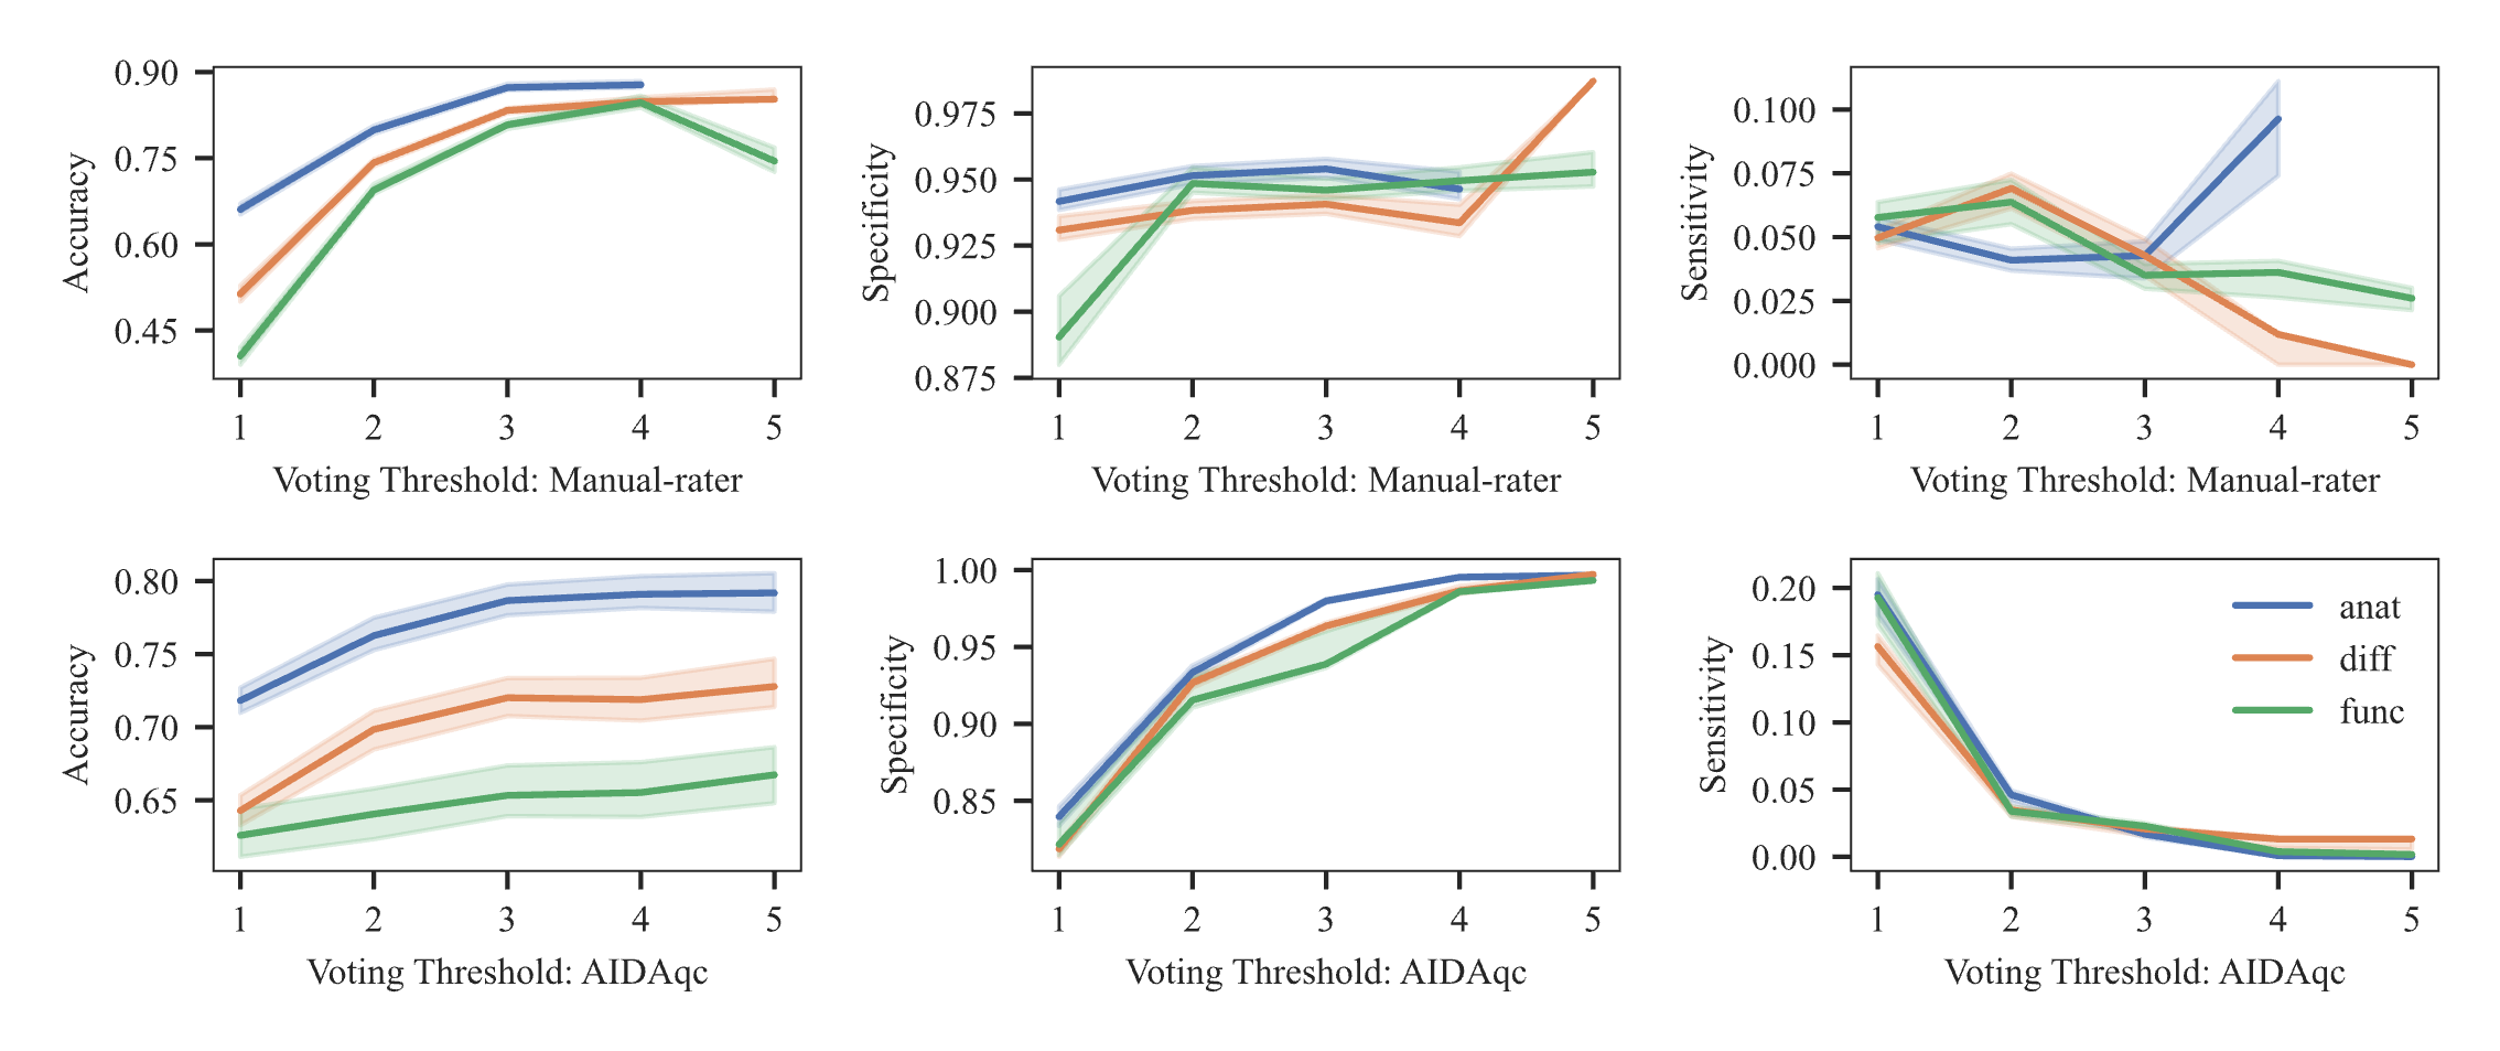 0.90
0.75
0.60
0.45
Accuracy
1 2 3 4 5
Voting Threshold: Manual-rater
0.975
0.950
0.925
0.900
0.875
Specificity
1 2 3 4 5
Voting Threshold: Manual-rater
0.100
0.075
0.050
0.025
0.000
Sensitivity
1 2 3 4 5
Voting Threshold: Manual-rater
0.80
0.75
0.70
0.65
Accuracy
1 2 3 4 5
Voting Threshold: AIDAqc
1.00
0.95
0.90
0.85
Specificity
1 2 3 4 5
Voting Threshold: AIDAqc
0.20
0.15
0.10
0.05
0.00
Sensitivity
anat
diff
func
1 2 3 4 5
Voting Threshold: AIDAqc